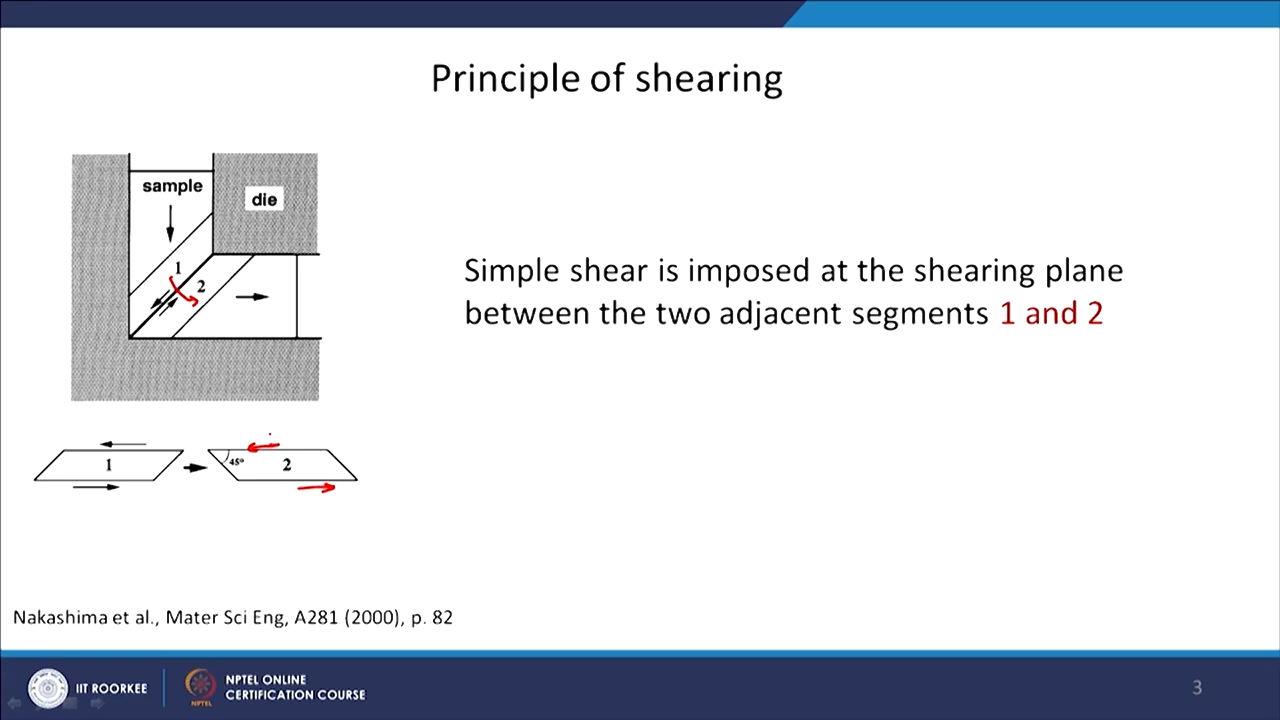 Principle of shearing
sample
die
1
2
Simple shear is imposed at the shearing plane
between the two adjacent segments 1 and 2
1
45°
2
Nakashima et al., Mater Sci Eng, A281 (2000), p. 82
IIT ROORKEE
NPTEL ONLINE
CERTIFICATION COURSE
NPTEL
3